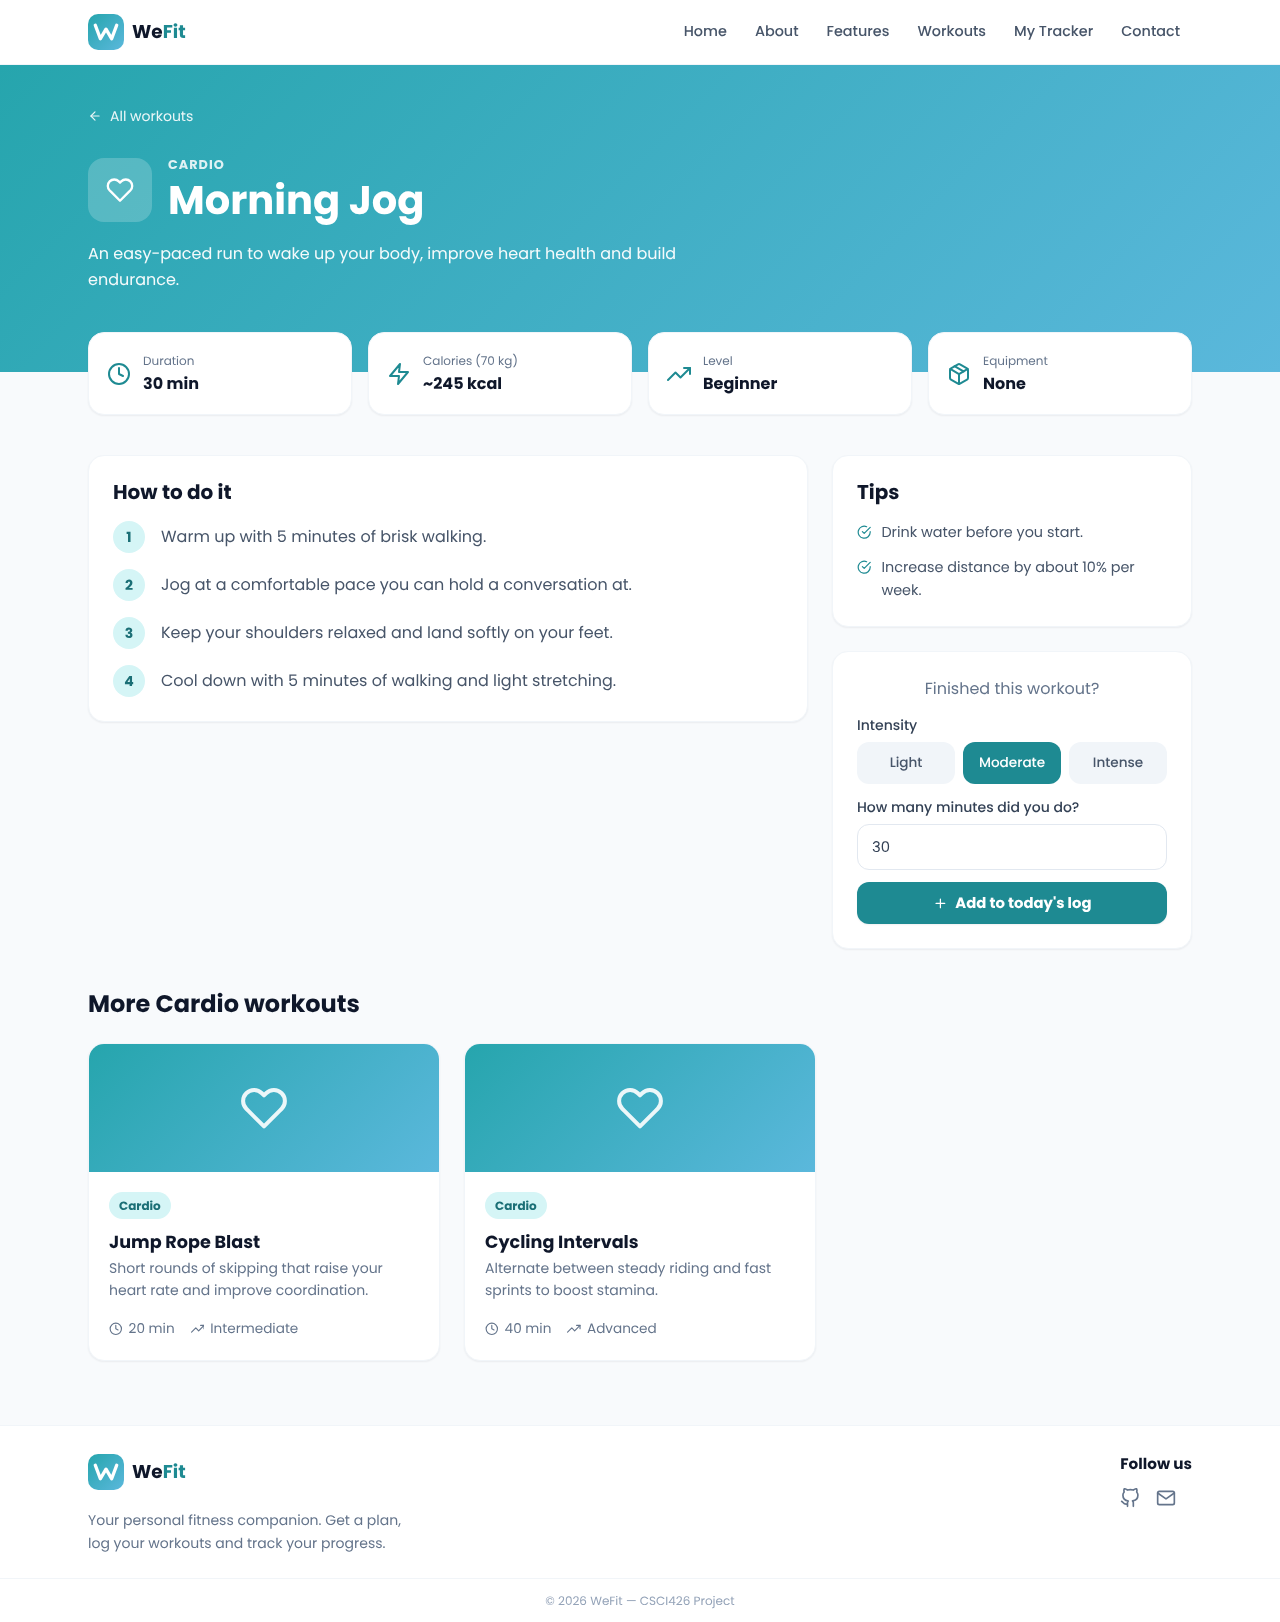 WeFit
Home About Features Workouts My Tracker Contact
All workouts
CARDIO
Morning Jog
An easy-paced run to wake up your body, improve heart health and build
endurance.
Duration
30 min
Calories (70 kg)
~245 kcal
Level
Beginner
Equipment
None
How to do it
1 Warm up with 5 minutes of brisk walking.
2 Jog at a comfortable pace you can hold a conversation at.
3 Keep your shoulders relaxed and land softly on your feet.
4 Cool down with 5 minutes of walking and light stretching.
Tips
Drink water before you start.
Increase distance by about 10% per
week.
Finished this workout?
Intensity
Light Moderate Intense
How many minutes did you do?
30
Add to today's log
More Cardio workouts
Cardio
Jump Rope Blast
Short rounds of skipping that raise your
heart rate and improve coordination.
20 min Intermediate
Cardio
Cycling Intervals
Alternate between steady riding and fast
sprints to boost stamina.
40 min Advanced
WeFit
Your personal fitness companion. Get a plan,
log your workouts and track your progress.
Follow us
© 2026 WeFit — CSCI426 Project